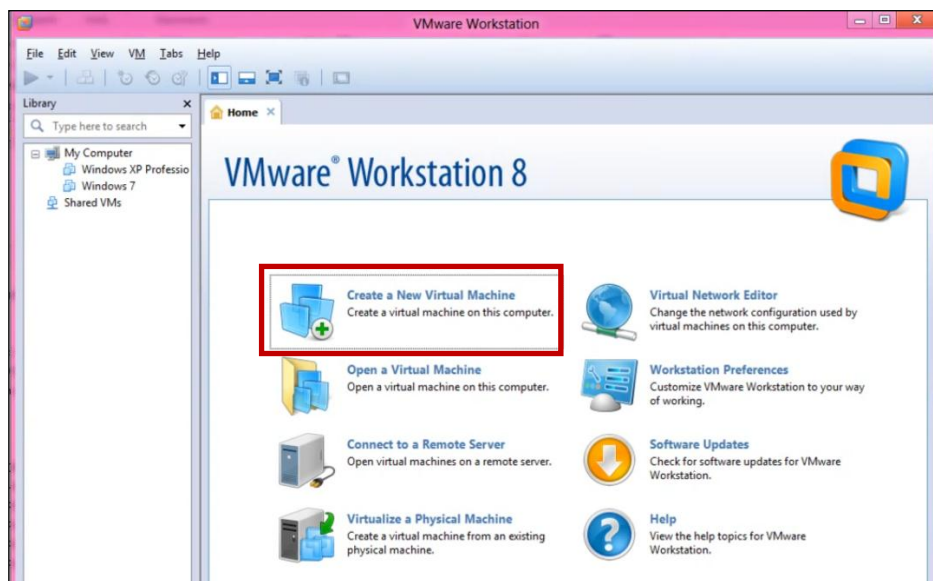 VMware Workstation
File Edit View VM Tabs Help
Library
Home
Type here to search
My Computer
Windows XP Professio
Windows 7
Shared VMs
VMware® Workstation 8
Create a New Virtual Machine
Create a virtual machine on this computer.
Open a Virtual Machine
Open a virtual machine on this computer.
Connect to a Remote Server
Open virtual machines on a remote server.
Virtualize a Physical Machine
Create a virtual machine from an existing
physical machine.
Virtual Network Editor
Change the network configuration used by
virtual machines on this computer.
Workstation Preferences
Customize VMware Workstation to your way
of working.
Software Updates
Check for software updates for VMware
Workstation.
Help
View the help topics for VMware
Workstation.